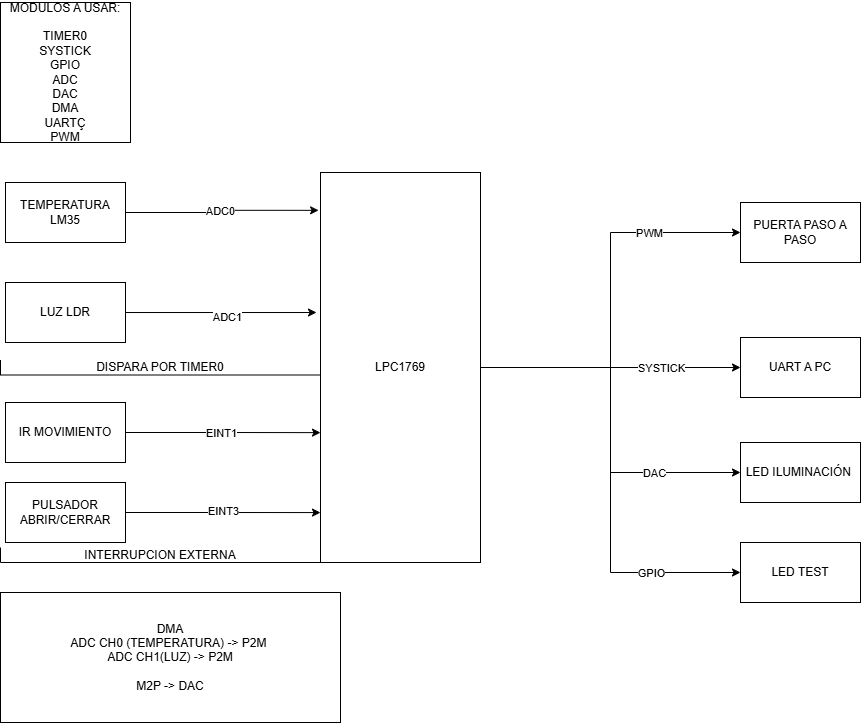 MODULOS A USAR:
TIMER0
SYSTICK
GPIO
ADC
DAC
DMA
UARTÇ
PWM
TEMPERATURA
LM35
ADC0
LUZ LDR
ADC1
DISPARA POR TIMER0
IR MOVIMIENTO
EINT1
PULSADOR
ABRIR/CERRAR
EINT3
INTERRUPCION EXTERNA
LPC1769
PWM
PUERTA PASO A
PASO
SYSTICK
UART A PC
DAC
LED ILUMINACIÓN
GPIO
LED TEST
DMA
ADC CH0 (TEMPERATURA) -> P2M
ADC CH1(LUZ) -> P2M
M2P -> DAC